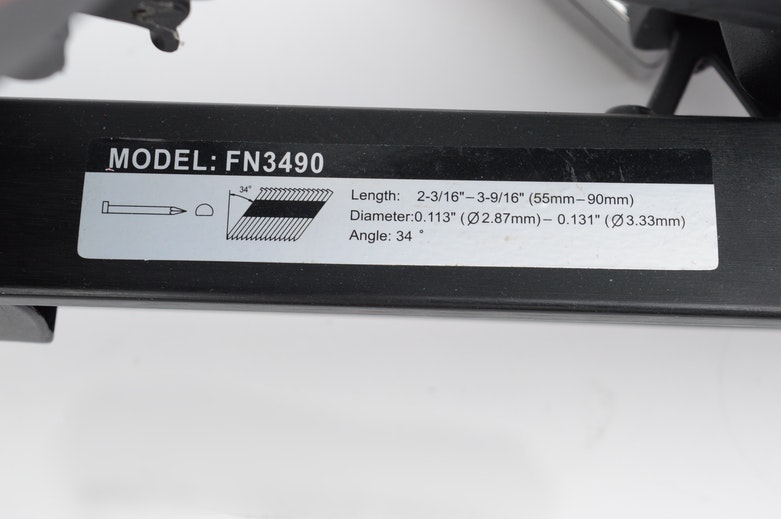 MODEL: FN3490
34°
Length: 2-3/16"–3-9/16" (55mm–90mm)
Diameter:0.113" (Ø2.87mm)– 0.131" (Ø3.33mm)
Angle: 34 °